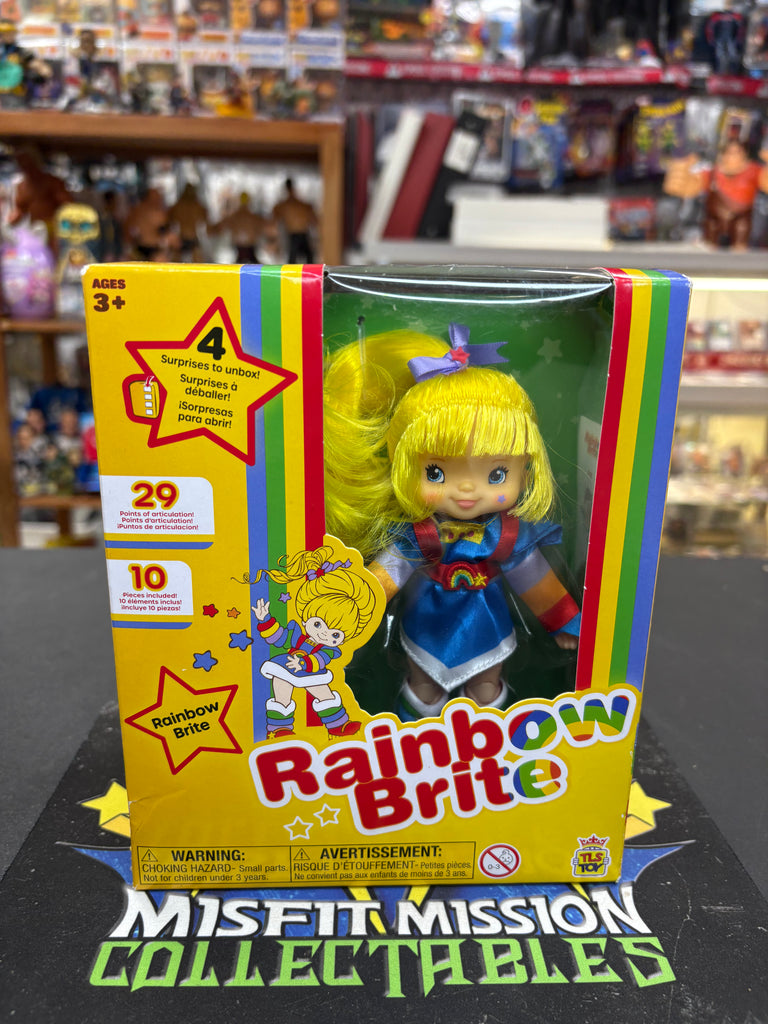 AGES
3+
4
Surprises to unbox!
Surprises à
déballer!
¡Sorpresas
para abrir!
29
Points of articulation!
Points d'articulation!
¡Puntos de articulacion!
10
Pieces included!
10 éléments inclus!
¡Incluye 10 piezas!
Rainbow
Brite
Rainbow
Brite
WARNING:
CHOKING HAZARD- Small parts.
Not for children under 3 years.
AVERTISSEMENT:
RISQUE D'ÉTOUFFEMENT- Petites pièces.
Ne convient pas aux enfants de moins de 3 ans.
0-3
TLS
TOY
MISFIT MISSION
COLLECTABLES